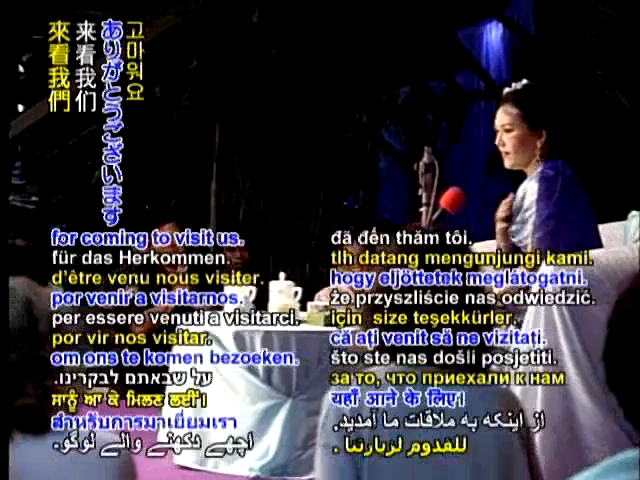 來看我們
来看我们
ありがとうございます
고마워요
for coming to visit us.
für das Herkommen.
d'être venu nous visiter.
por venir a visitarnos.
per essere venuti a visitarci.
por vir nos visitar.
om ons te komen bezoeken.
על שבאתם לבקרינו.
ਸਾਨੂੰ ਆ ਕੇ ਮਿਲਣ ਲਈ।
สำหรับการมาเยี่ยมเรา
اچھے دکھنے والے لوگو.
đã đến thăm tôi.
tlh datang mengunjungi kami.
hogy eljöttetek meglátogatni.
że przyszliście nas odwiedzić.
için size teşekkürler.
că aţi venit să ne vizitaţi.
što ste nas došli posjetiti.
за то, что приехали к нам
यहाँ आने के लिए।
از اینکه به ملاقات ما آمدید.
للقدوم لزيارتنا .